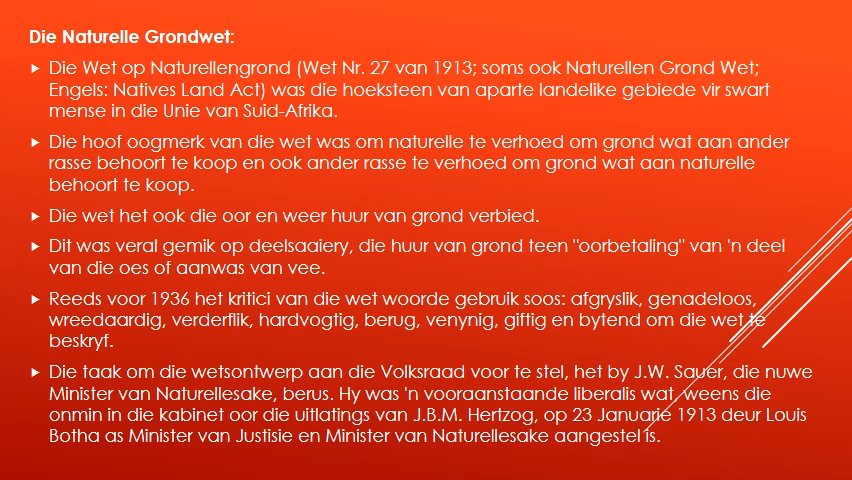 Die Naturelle Grondwet:
Die Wet op Naturellengrond (Wet Nr. 27 van 1913; soms ook Naturellen Grond Wet;
Engels: Natives Land Act) was die hoeksteen van aparte landelike gebiede vir swart
mense in die Unie van Suid-Afrika.
Die hoof oogmerk van die wet was om naturelle te verhoed om grond wat aan ander
rasse behoort te koop en ook ander rasse te verhoed om grond wat aan naturelle
behoort te koop.
Die wet het ook die oor en weer huur van grond verbied.
Dit was veral gemik op deelsaaiery, die huur van grond teen "oorbetaling" van 'n deel
van die oes of aanwas van vee.
Reeds voor 1936 het kritici van die wet woorde gebruik soos: afgryslik, genadeloos,
wreedaardig, verderflik, hardvogtig, berug, venynig, giftig en bytend om die wet te
beskryf.
Die taak om die wetsontwerp aan die Volksraad voor te stel, het by J.W. Sauer, die nuwe
Minister van Naturellesake, berus. Hy was 'n vooraanstaande liberalis wat, weens die
onmin in die kabinet oor die uitlatings van J.B.M. Hertzog, op 23 Januarie 1913 deur Louis
Botha as Minister van Justisie en Minister van Naturellesake aangestel is.